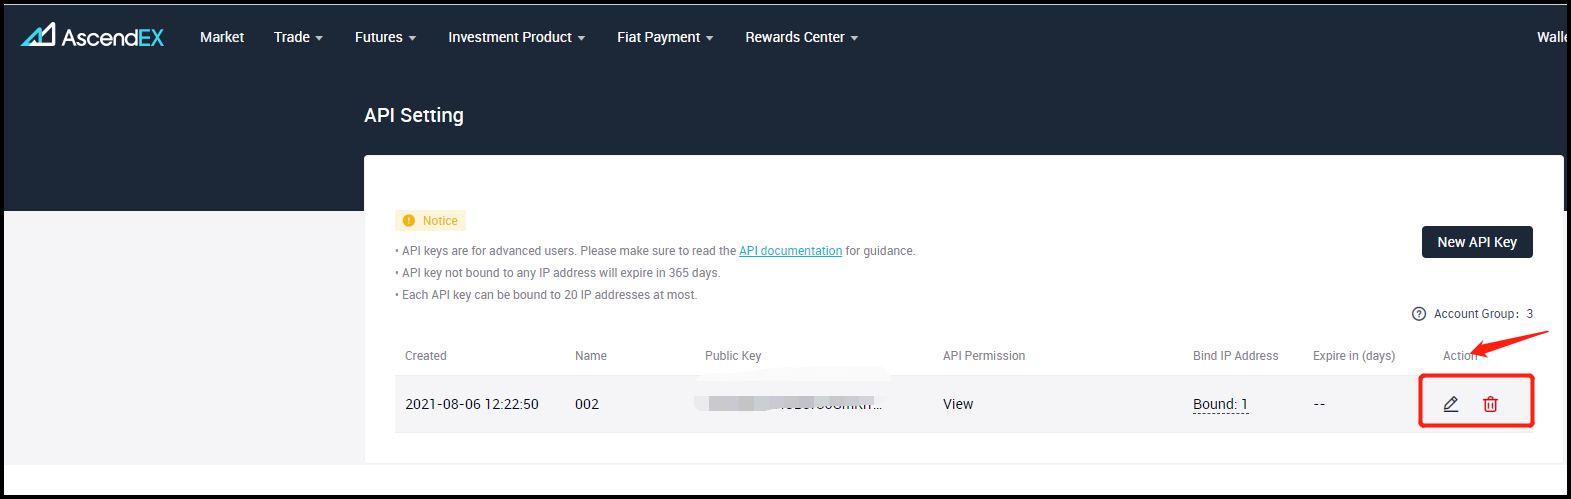 AscendEX Market Trade Futures Investment Product Fiat Payment Rewards Center Walle
API Setting
Notice
• API keys are for advanced users. Please make sure to read the API documentation for guidance.
New API Key
• API key not bound to any IP address will expire in 365 days.
• Each API key can be bound to 20 IP addresses at most.
Account Group: 3
Created Name Public Key API Permission Bind IP Address Expire in (days) Action
2021-08-06 12:22:50 002 View Bound: 1 --